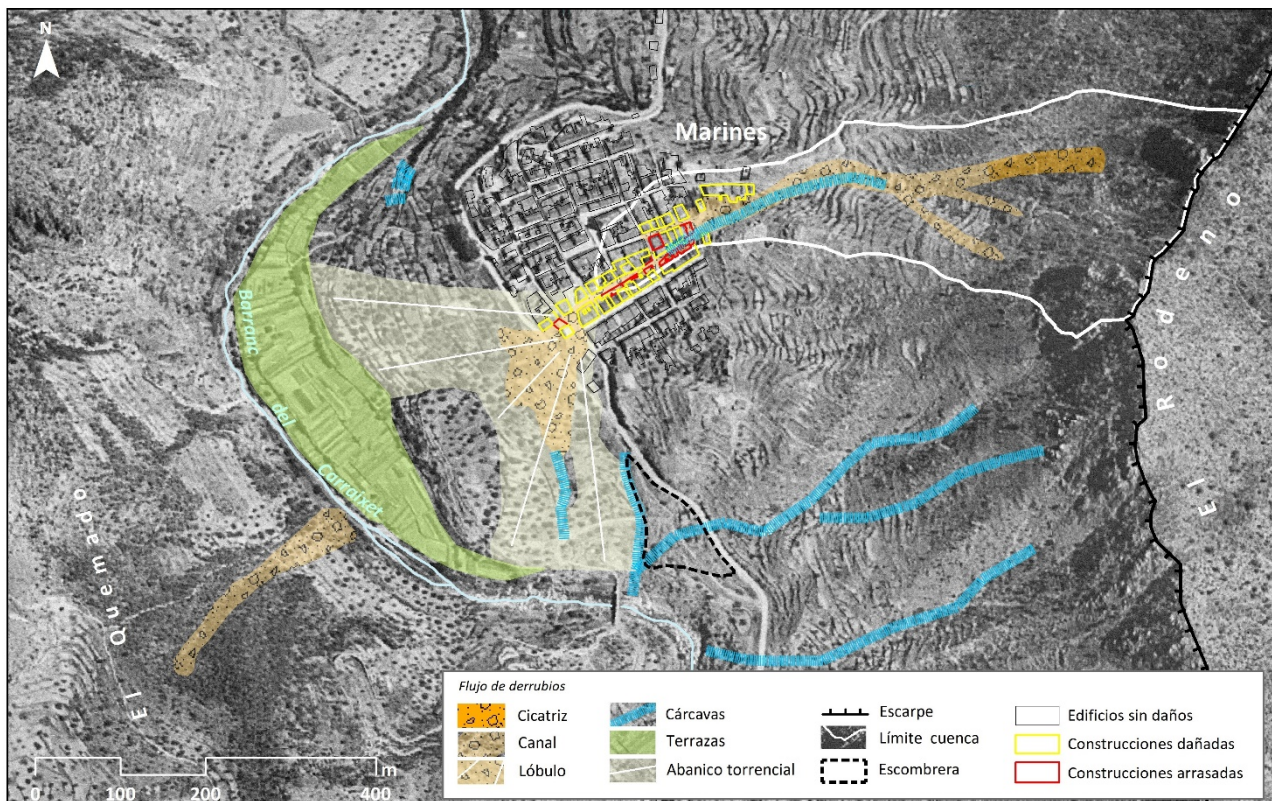 N
Marines
El Rodeno
Barranc
del
Carraixet
El Quemado
0 100 200 400 m
Flujo de derrubios
Cicatriz
Canal
Lóbulo
Cárcavas
Terrazas
Abanico torrencial
Escarpe
Límite cuenca
Escombrera
Edificios sin daños
Construcciones dañadas
Construcciones arrasadas